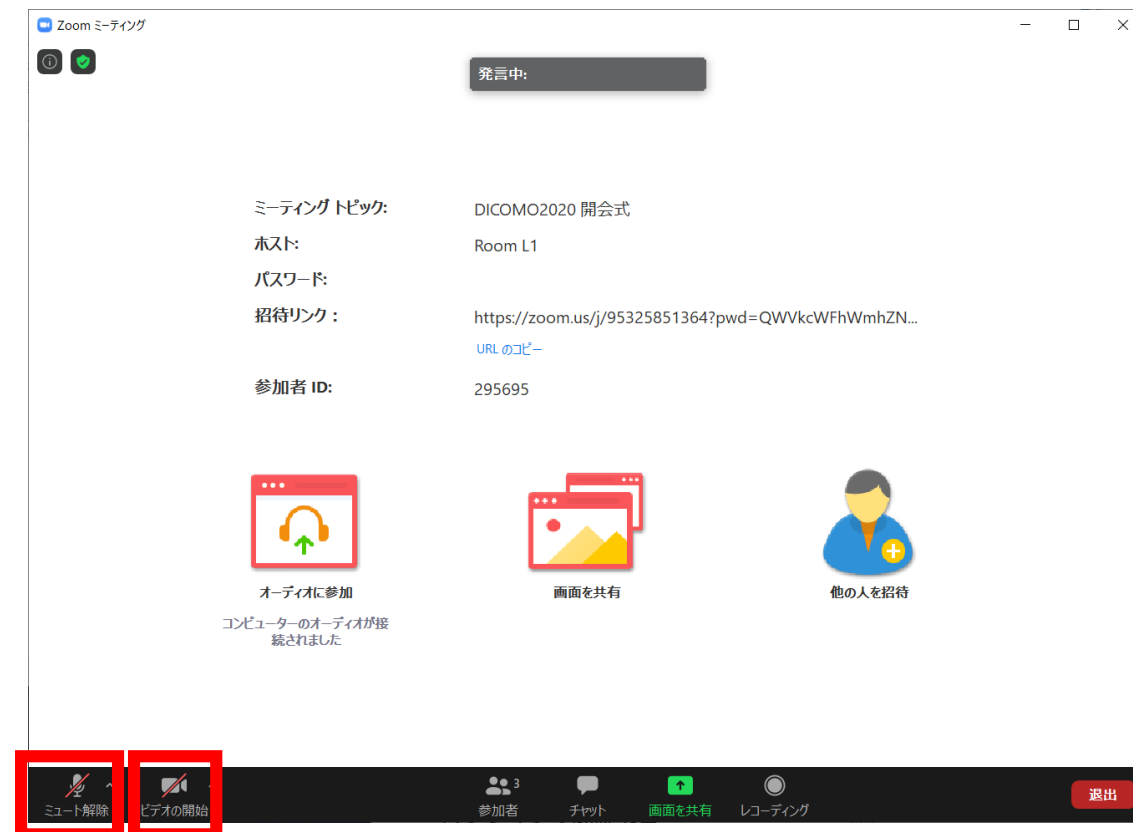 Zoom ミーティング
発言中:
ミーティング トピック:
DICOMO2020 開会式
ホスト:
Room L1
パスワード:
招待リンク：
https://zoom.us/j/95325851364?pwd=QWVkcWFhWmhZN...
URL のコピー
参加者 ID:
295695
オーディオに参加
コンピューターのオーディオが接
続されました
画面を共有
他の人を招待
ミュート解除
ビデオの開始
3
参加者
チャット
画面を共有
レコーディング
退出